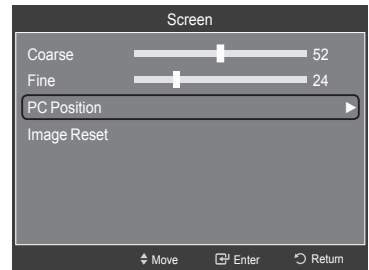 Screen
Coarse 52
Fine 24
PC Position
Image Reset
Move Enter Return